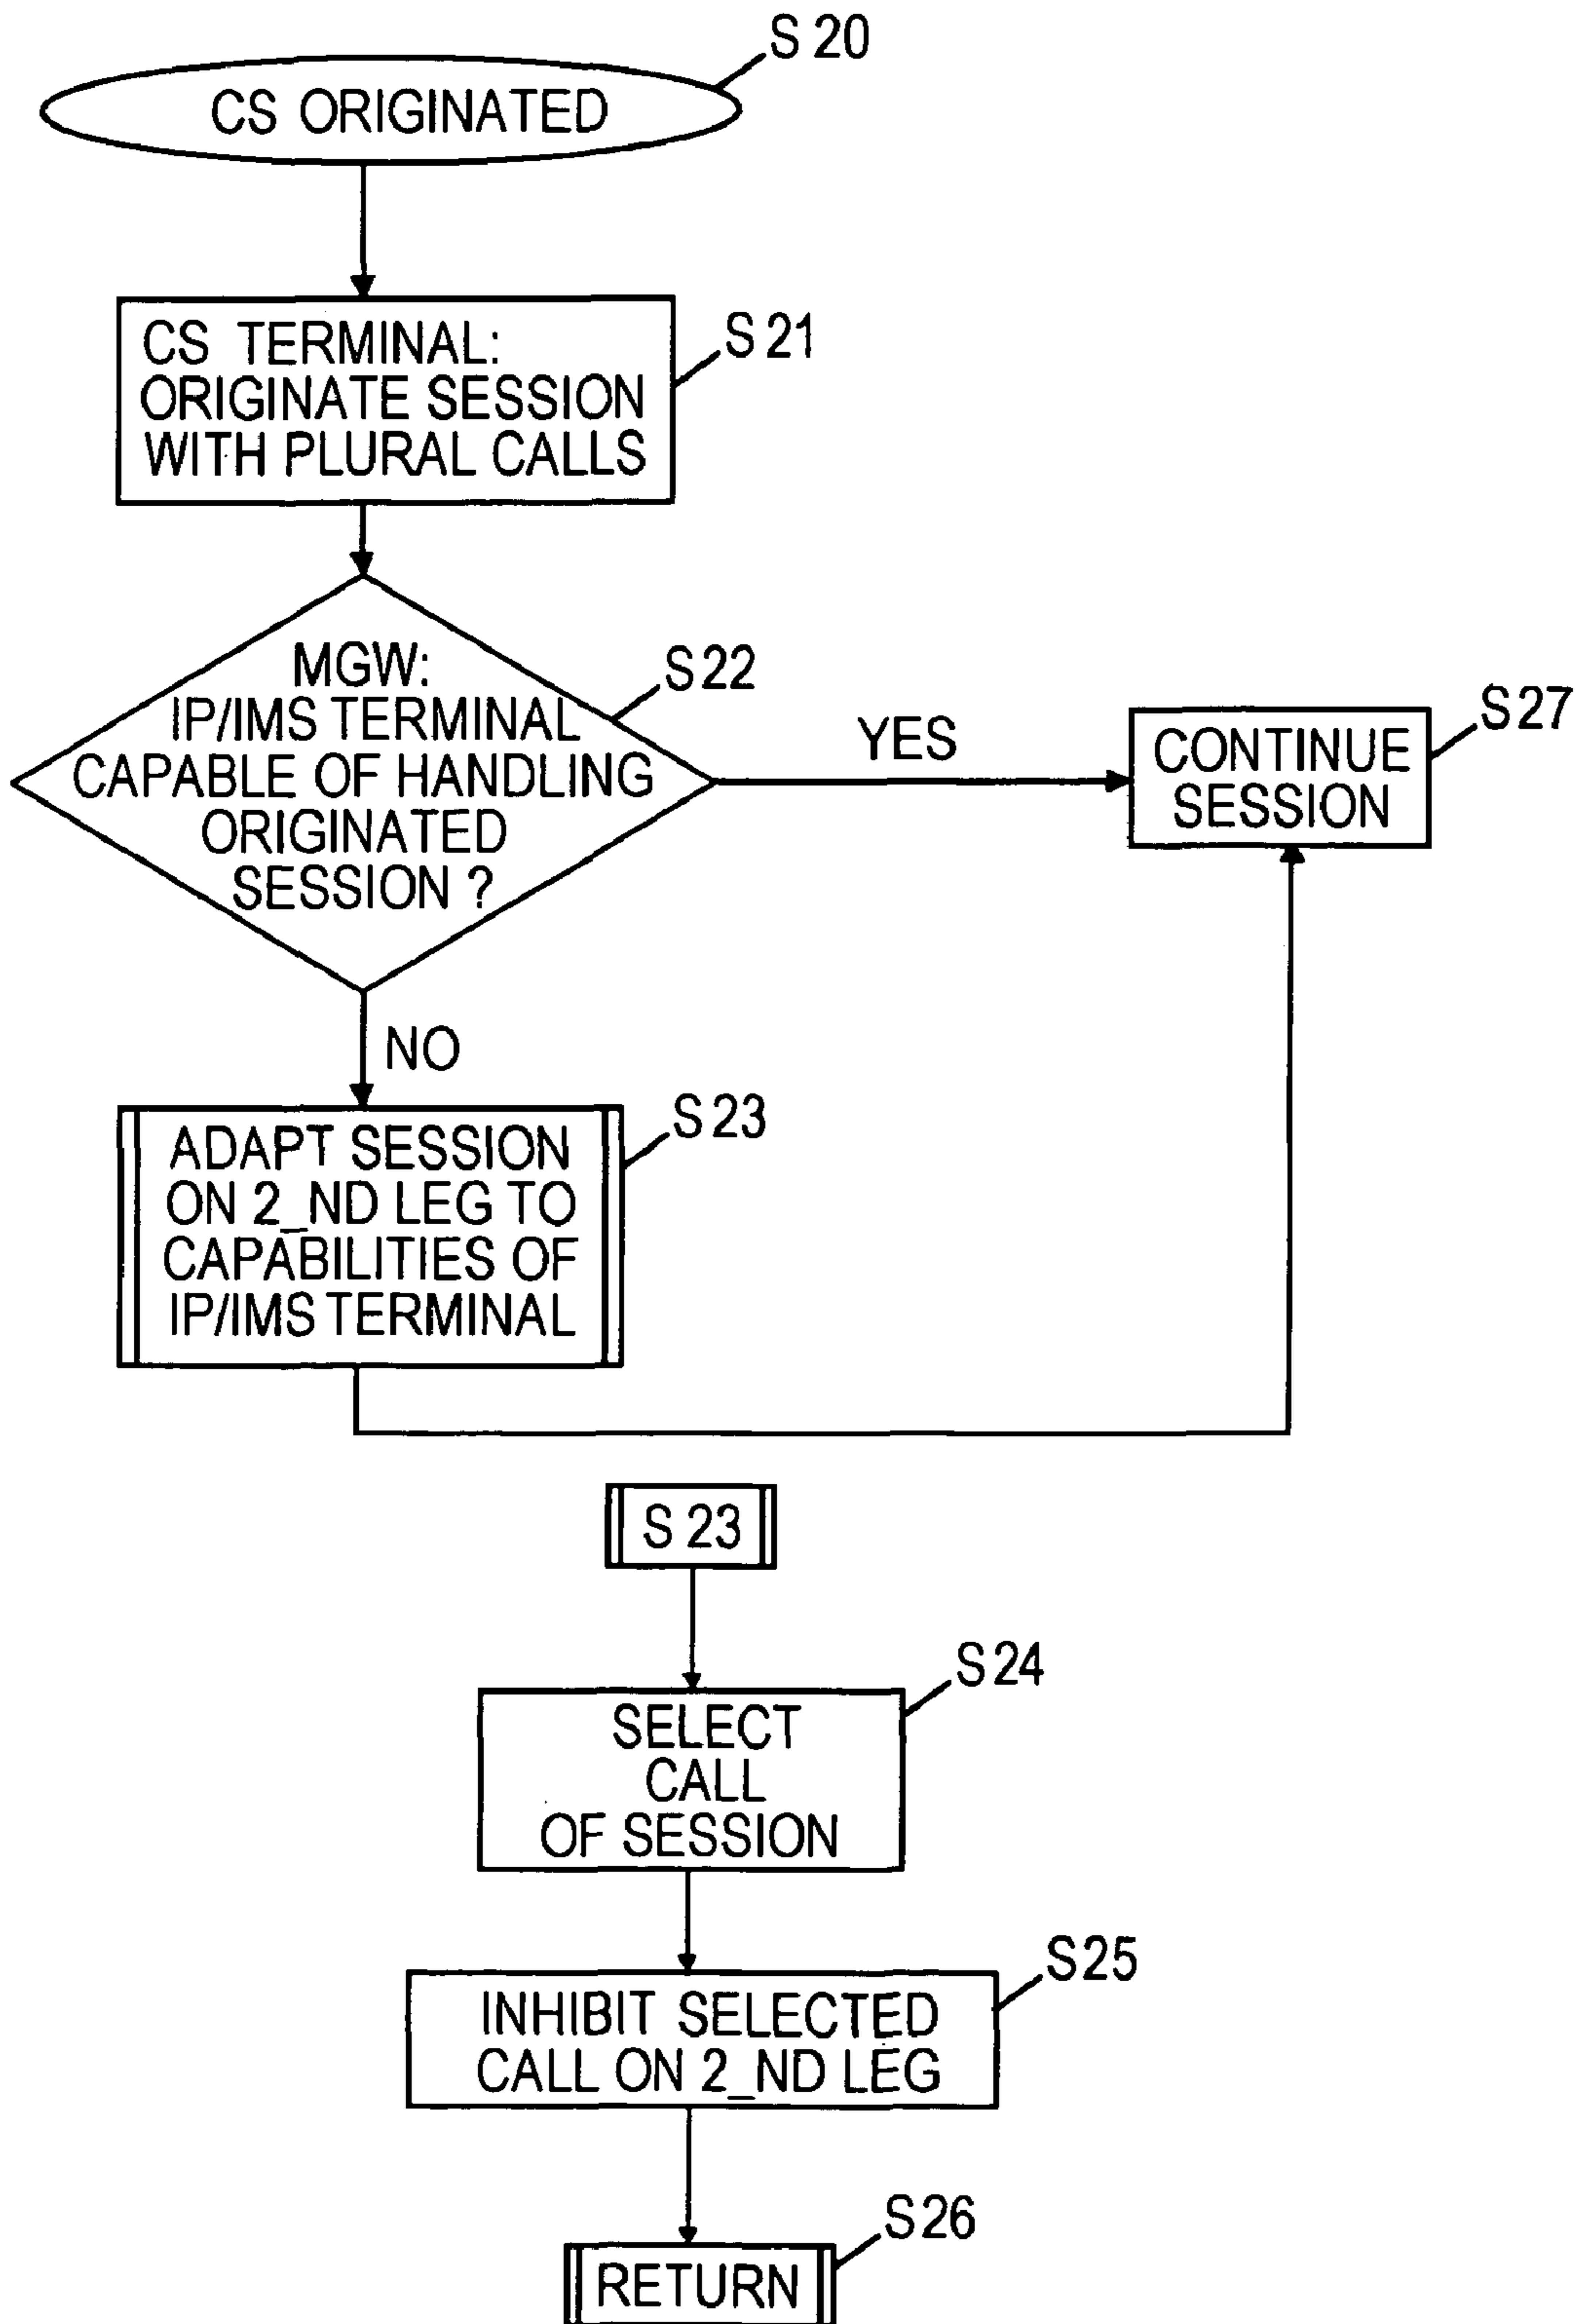 S 20
CS ORIGINATED
CS TERMINAL:
ORIGINATE SESSION
WITH PLURAL CALLS
S 21
MGW:
IP/IMS TERMINAL
CAPABLE OF HANDLING
ORIGINATED
SESSION ?
S 22
YES
CONTINUE
SESSION
S 27
NO
ADAPT SESSION
ON 2_ND LEG TO
CAPABILITIES OF
IP/IMS TERMINAL
S 23
S 23
SELECT
CALL
OF SESSION
S 24
INHIBIT SELECTED
CALL ON 2_ND LEG
S 25
RETURN
S 26